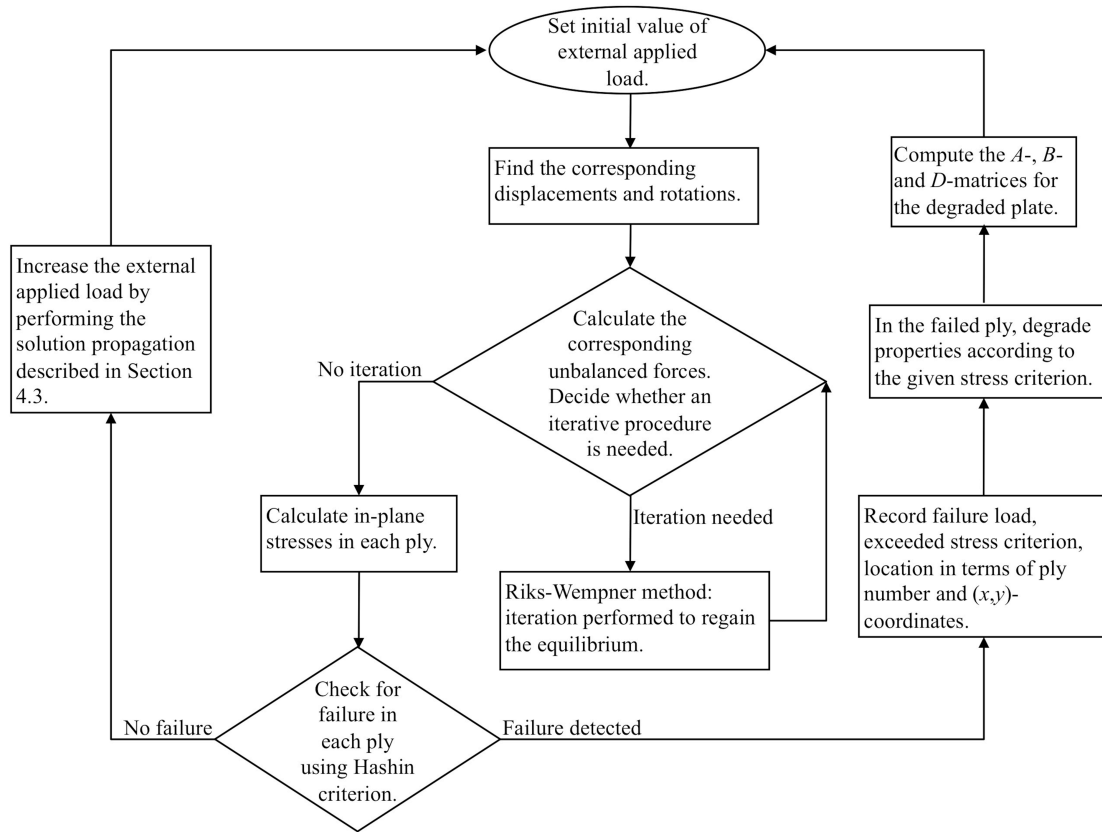 Set initial value of
external applied
load.
Find the corresponding
displacements and rotations.
Calculate the
corresponding
unbalanced forces.
Decide whether an
iterative procedure
is needed.
No iteration
Iteration needed
Riks-Wempner method:
iteration performed to regain
the equilibrium.
Calculate in-plane
stresses in each ply.
Check for
failure in
each ply
using Hashin
criterion.
No failure
Failure detected
Increase the external
applied load by
performing the
solution propagation
described in Section
4.3.
Record failure load,
exceeded stress criterion,
location in terms of ply
number and (x,y)-
coordinates.
In the failed ply, degrade
properties according to
the given stress criterion.
Compute the A-, B-
and D-matrices for
the degraded plate.